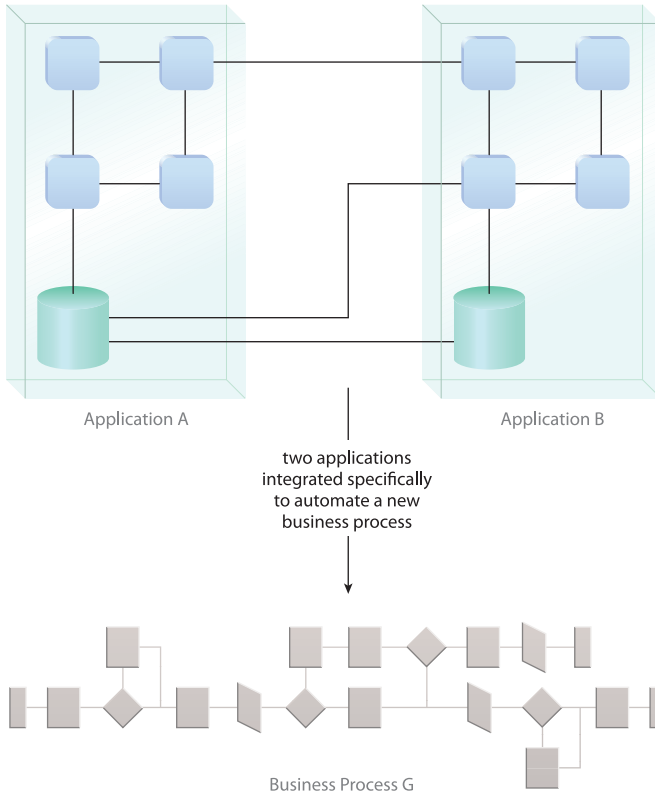 Application A
Application B
two applications
integrated specifically
to automate a new
business process
Business Process G